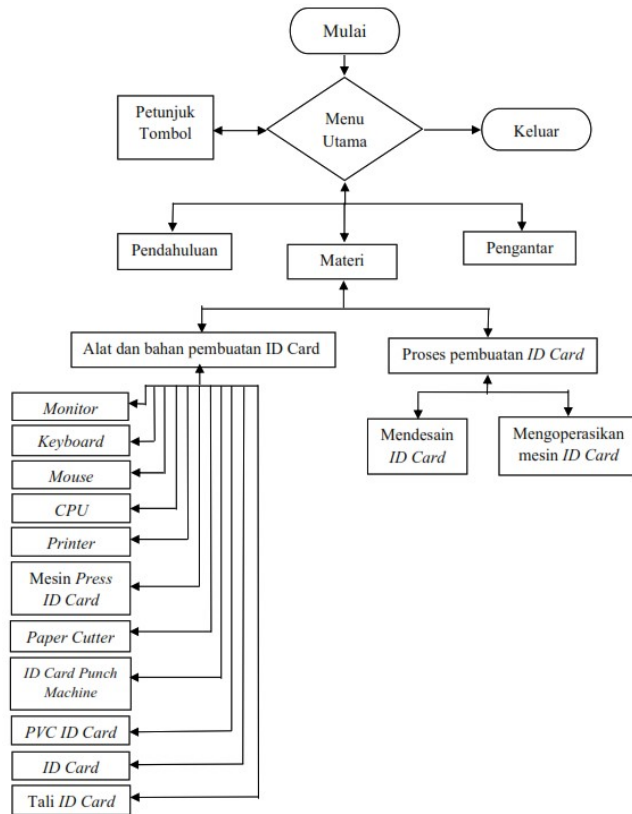 Mulai
Petunjuk
Tombol
Menu
Utama
Keluar
Pendahuluan
Materi
Pengantar
Alat dan bahan pembuatan ID Card
Proses pembuatan ID Card
Monitor
Keyboard
Mouse
CPU
Printer
Mesin Press
ID Card
Paper Cutter
ID Card Punch
Machine
PVC ID Card
ID Card
Tali ID Card
Mendesain
ID Card
Mengoperasikan
mesin ID Card